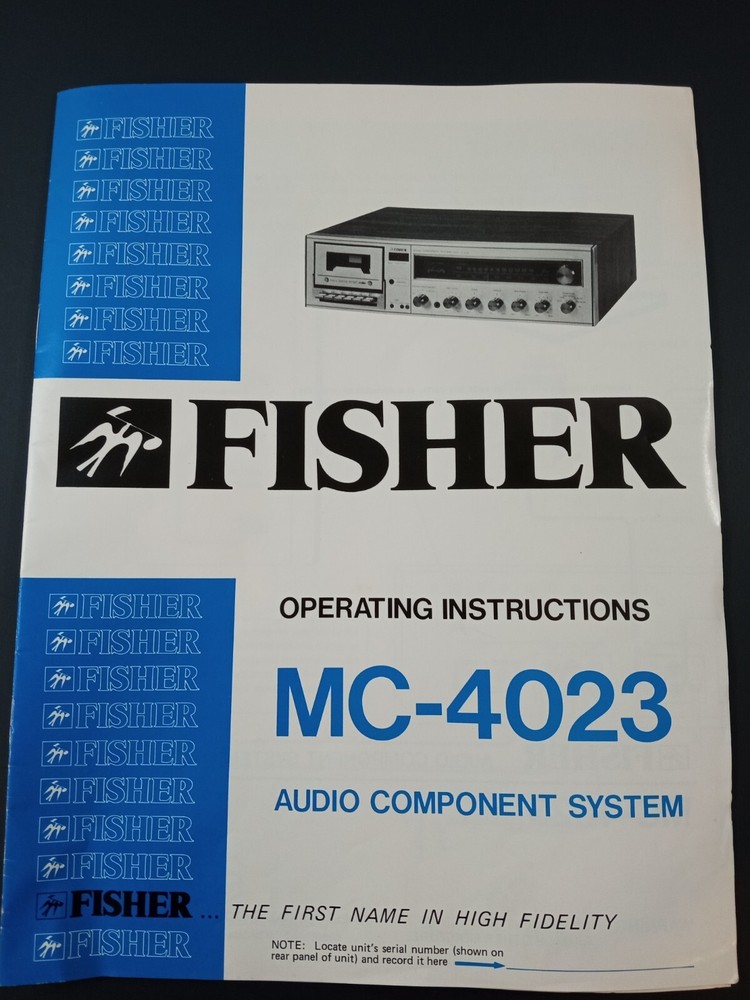 FISHER
FISHER
FISHER
FISHER
FISHER
FISHER
FISHER
FISHER
FISHER
OPERATING INSTRUCTIONS
MC-4023
AUDIO COMPONENT SYSTEM
FISHER
FISHER
FISHER
FISHER
FISHER
FISHER
FISHER
FISHER
FISHER ... THE FIRST NAME IN HIGH FIDELITY
FISHER
NOTE: Locate unit's serial number (shown on
rear panel of unit) and record it here